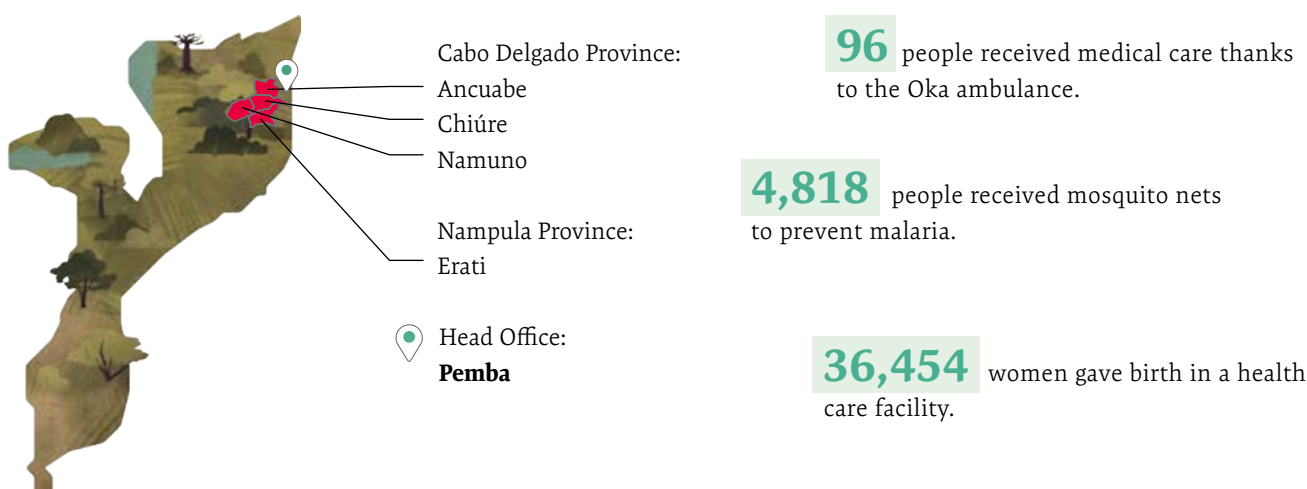 Cabo Delgado Province:
Ancuabe
Chiúre
Namuno
Nampula Province:
Erati
Head Office:
Pemba
96 people received medical care thanks
to the Oka ambulance.
4,818 people received mosquito nets
to prevent malaria.
36,454 women gave birth in a health
care facility.